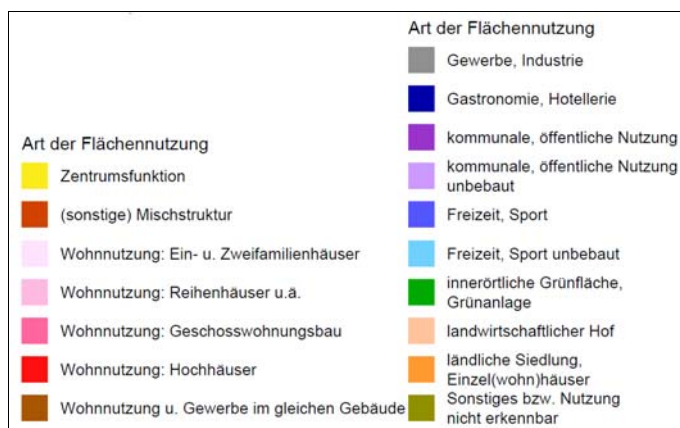 Art der Flächennutzung
Zentrumsfunktion
(sonstige) Mischstruktur
Wohnnutzung: Ein- u. Zweifamilienhäuser
Wohnnutzung: Reihenhäuser u.ä.
Wohnnutzung: Geschosswohnungsbau
Wohnnutzung: Hochhäuser
Wohnnutzung u. Gewerbe im gleichen Gebäude
Art der Flächennutzung
Gewerbe, Industrie
Gastronomie, Hotellerie
kommunale, öffentliche Nutzung
kommunale, öffentliche Nutzung
unbebaut
Freizeit, Sport
Freizeit, Sport unbebaut
innerörtliche Grünfläche,
Grünanlage
landwirtschaftlicher Hof
ländliche Siedlung,
Einzel(wohn)häuser
Sonstiges bzw. Nutzung
nicht erkennbar